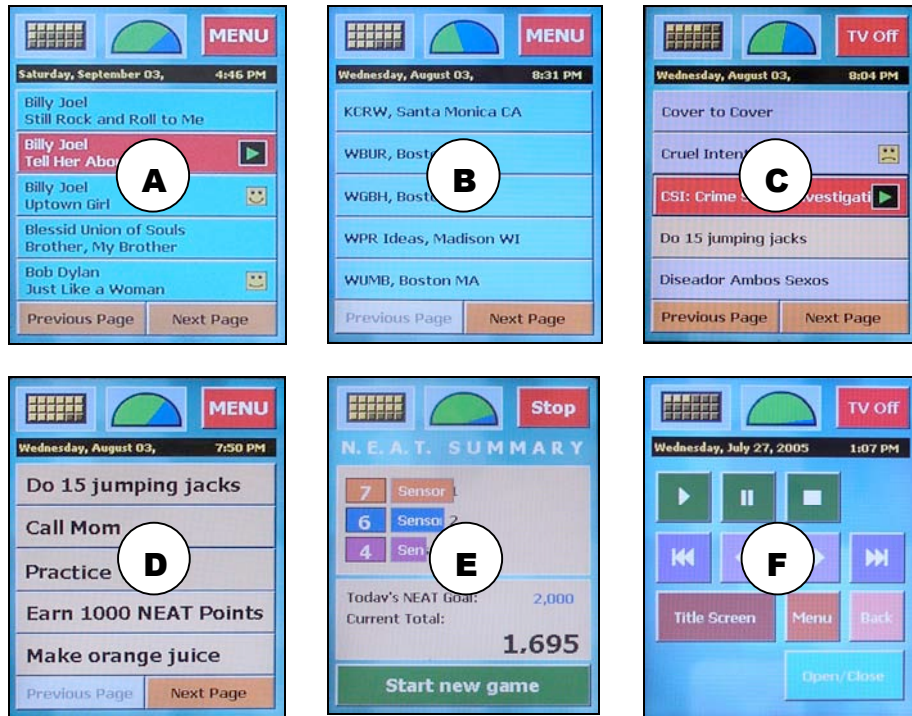 MENU
Saturday, September 03, 4:46 PM
Billy Joel
Still Rock and Roll to Me
Billy Joel
Tell Her
Billy Joel
Uptown Girl
Blessid Union of Souls
Brother, My Brother
Bob Dylan
Just Like a Woman
Previous Page Next Page
A
MENU
Wednesday, August 03, 8:31 PM
KCRW, Santa Monica CA
WBUR,
WGBH,
WPR Ideas, Madison WI
WUMB, Boston MA
Previous Page Next Page
B
TV Off
Wednesday, August 03, 8:04 PM
Cover to Cover
Cruel
CSI: Crime
Do 15 jumping jacks
Diseador Ambos Sexos
Previous Page Next Page
C
MENU
Wednesday, August 03, 7:50 PM
Do 15 jumping jacks
Call Mom
Practice
Earn 1000 NEAT Points
Make orange juice
Previous Page Next Page
D
Stop
N.E.A.T. SUMMARY
7 Sensor 1
6 Sensor 2
4
Today's NEAT Goal: 2,000
Current Total:
1,695
Start new game
E
TV Off
Wednesday, July 27, 2005 1:07 PM
Title Screen Menu Back
Open/Close
F